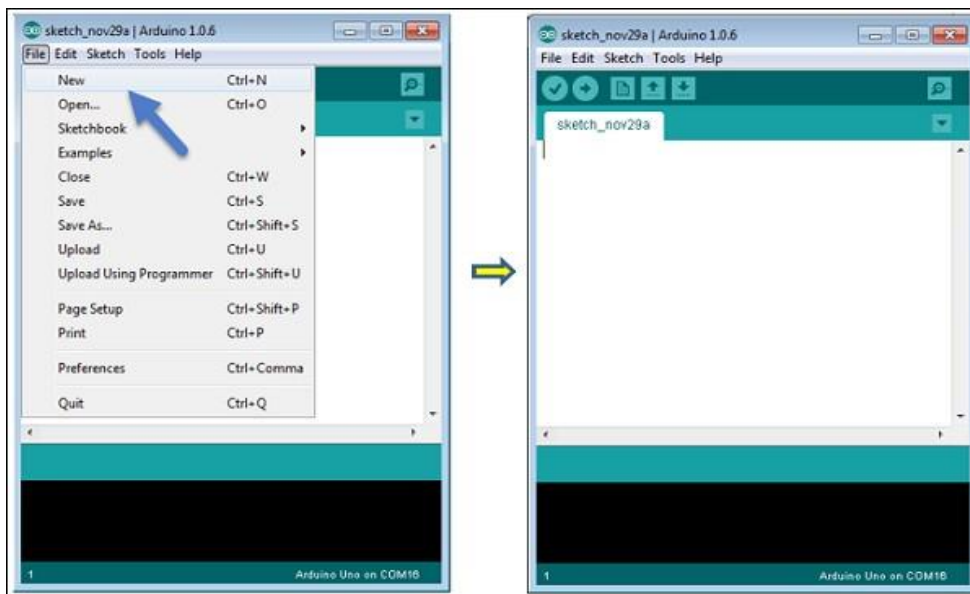 sketch_nov29a | Arduino 1.0.6
File Edit Sketch Tools Help
New Ctrl+N
Open... Ctrl+O
Sketchbook
Examples
Close Ctrl+W
Save Ctrl+S
Save As... Ctrl+Shift+S
Upload Ctrl+U
Upload Using Programmer Ctrl+Shift+U
Page Setup Ctrl+Shift+P
Print Ctrl+P
Preferences Ctrl+Comma
Quit Ctrl+Q
1 Arduino Uno on COM16
sketch_nov29a | Arduino 1.0.6
File Edit Sketch Tools Help
sketch_nov29a
1 Arduino Uno on COM16